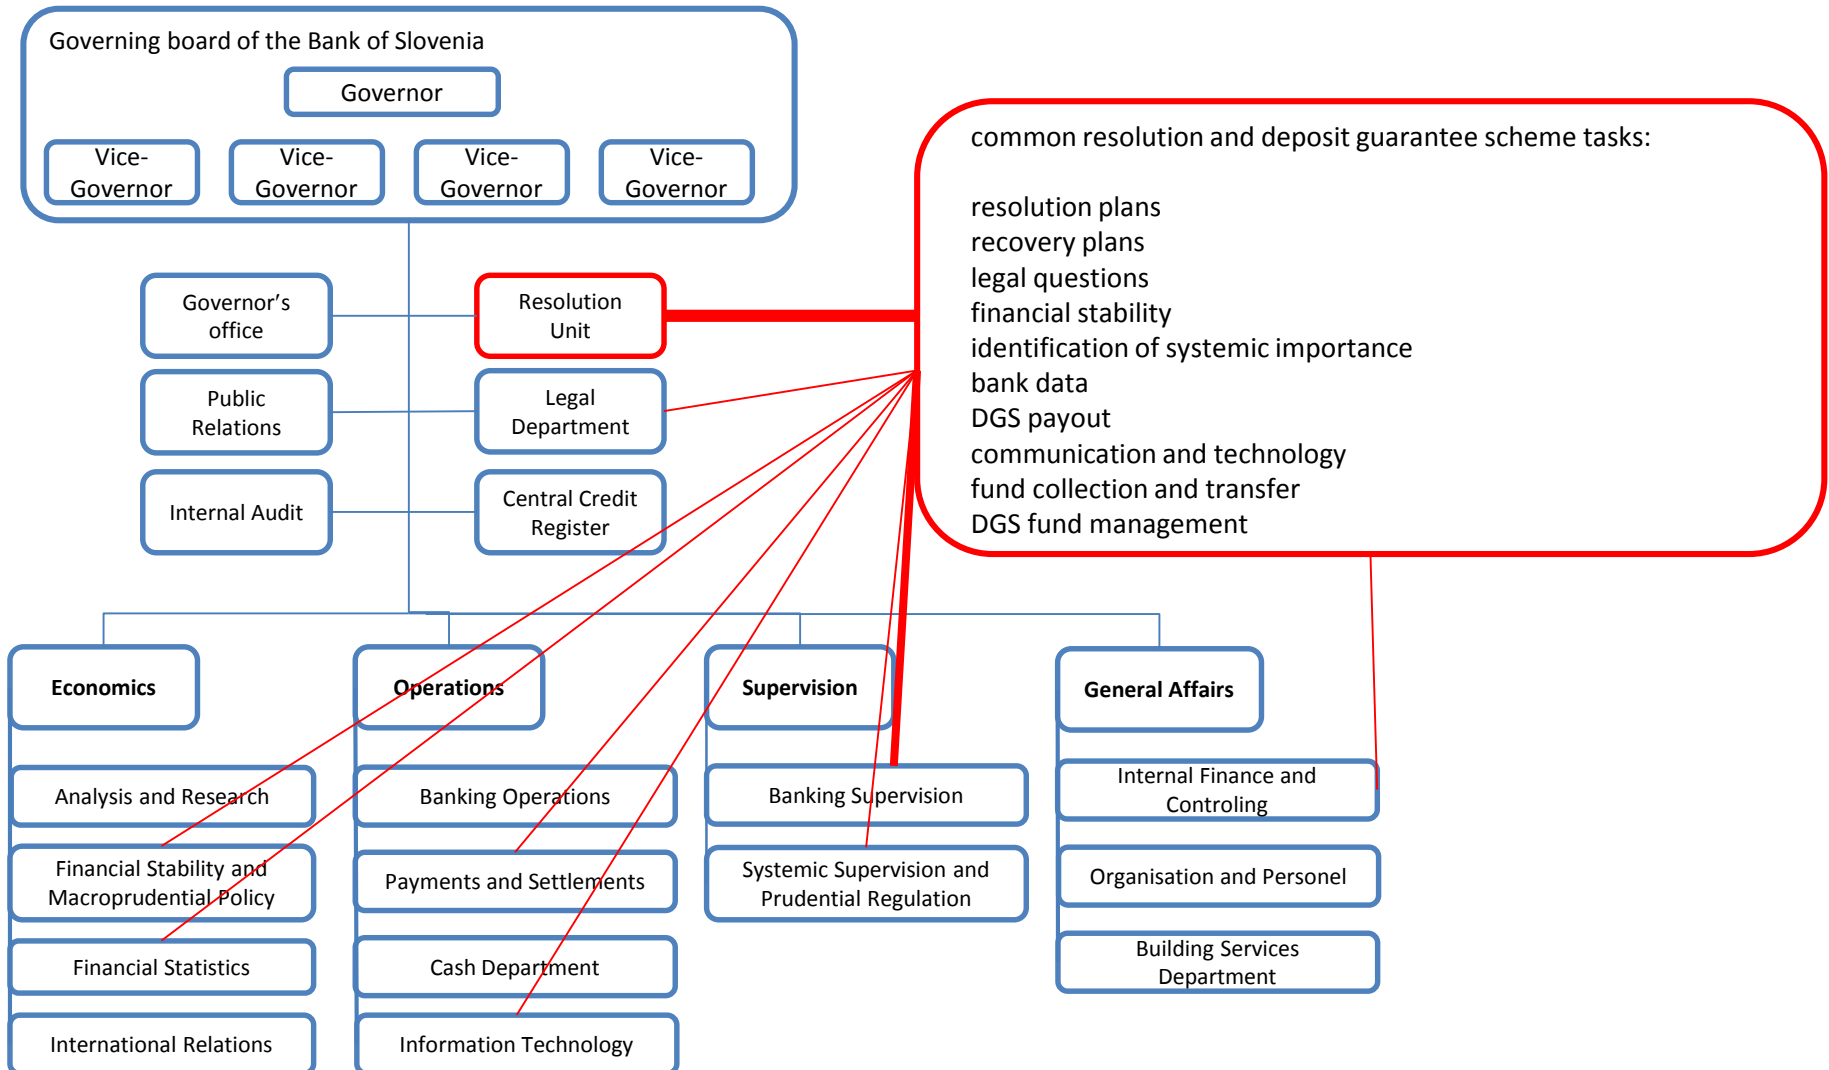 Governing board of the Bank of Slovenia
Governor
Vice-
Governor
Vice-
Governor
Vice-
Governor
Vice-
Governor
common resolution and deposit guarantee scheme tasks:
resolution plans
recovery plans
legal questions
financial stability
identification of systemic importance
bank data
DGS payout
communication and technology
fund collection and transfer
DGS fund management
Governor's
office
Resolution
Unit
Public
Relations
Legal
Department
Internal Audit
Central Credit
Register
Economics
Operations
Supervision
General Affairs
Analysis and Research
Financial Stability and
Macroprudential Policy
Financial Statistics
International Relations
Banking Operations
Payments and Settlements
Cash Department
Information Technology
Banking Supervision
Systemic Supervision and
Prudential Regulation
Internal Finance and
Controling
Organisation and Personel
Building Services
Department